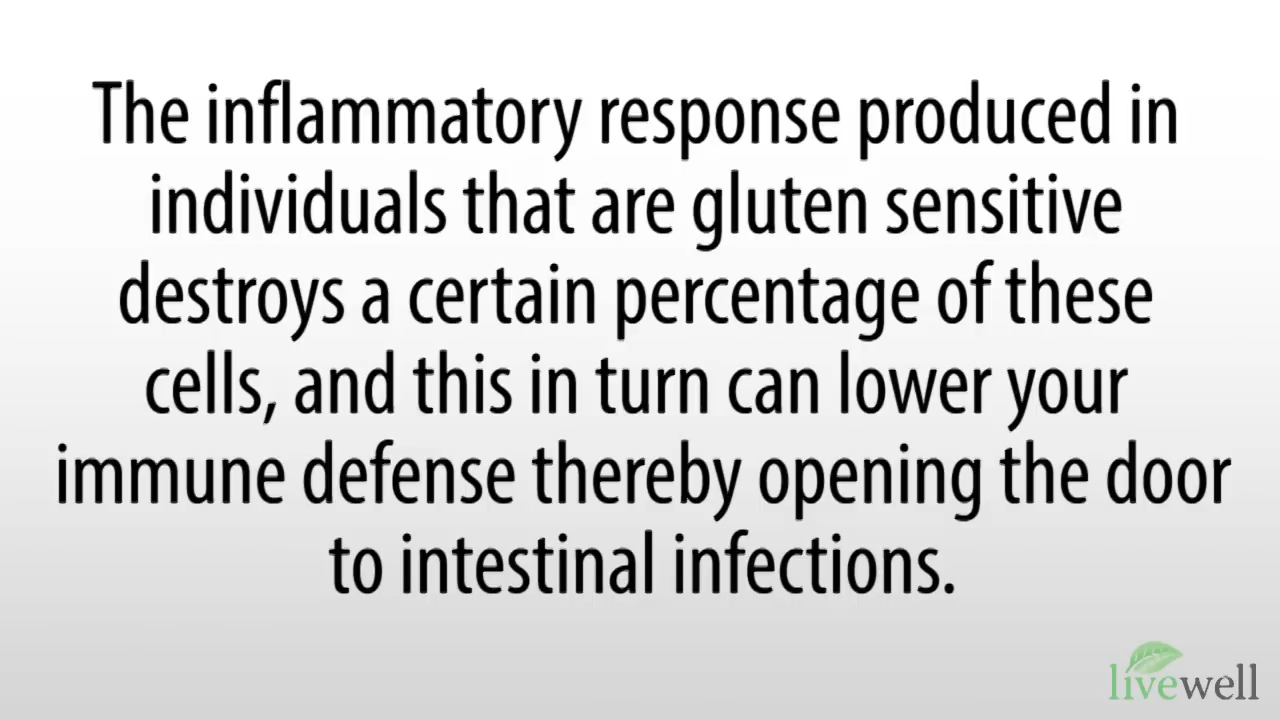 The inflammatory response produced in
individuals that are gluten sensitive
destroys a certain percentage of these
cells, and this in turn can lower your
immune defense thereby opening the door
to intestinal infections.
livewell